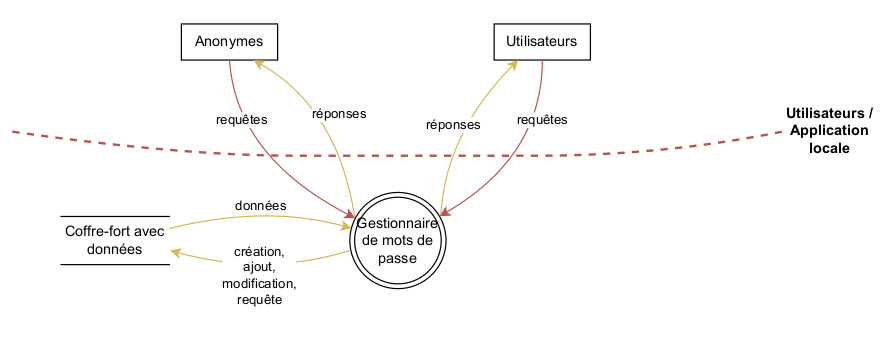 Anonymes
Utilisateurs
requêtes
réponses
réponses
requêtes
Utilisateurs /
Application
locale
données
Coffre-fort avec
données
Gestionnaire
de mots de
passe
création,
ajout,
modification,
requête